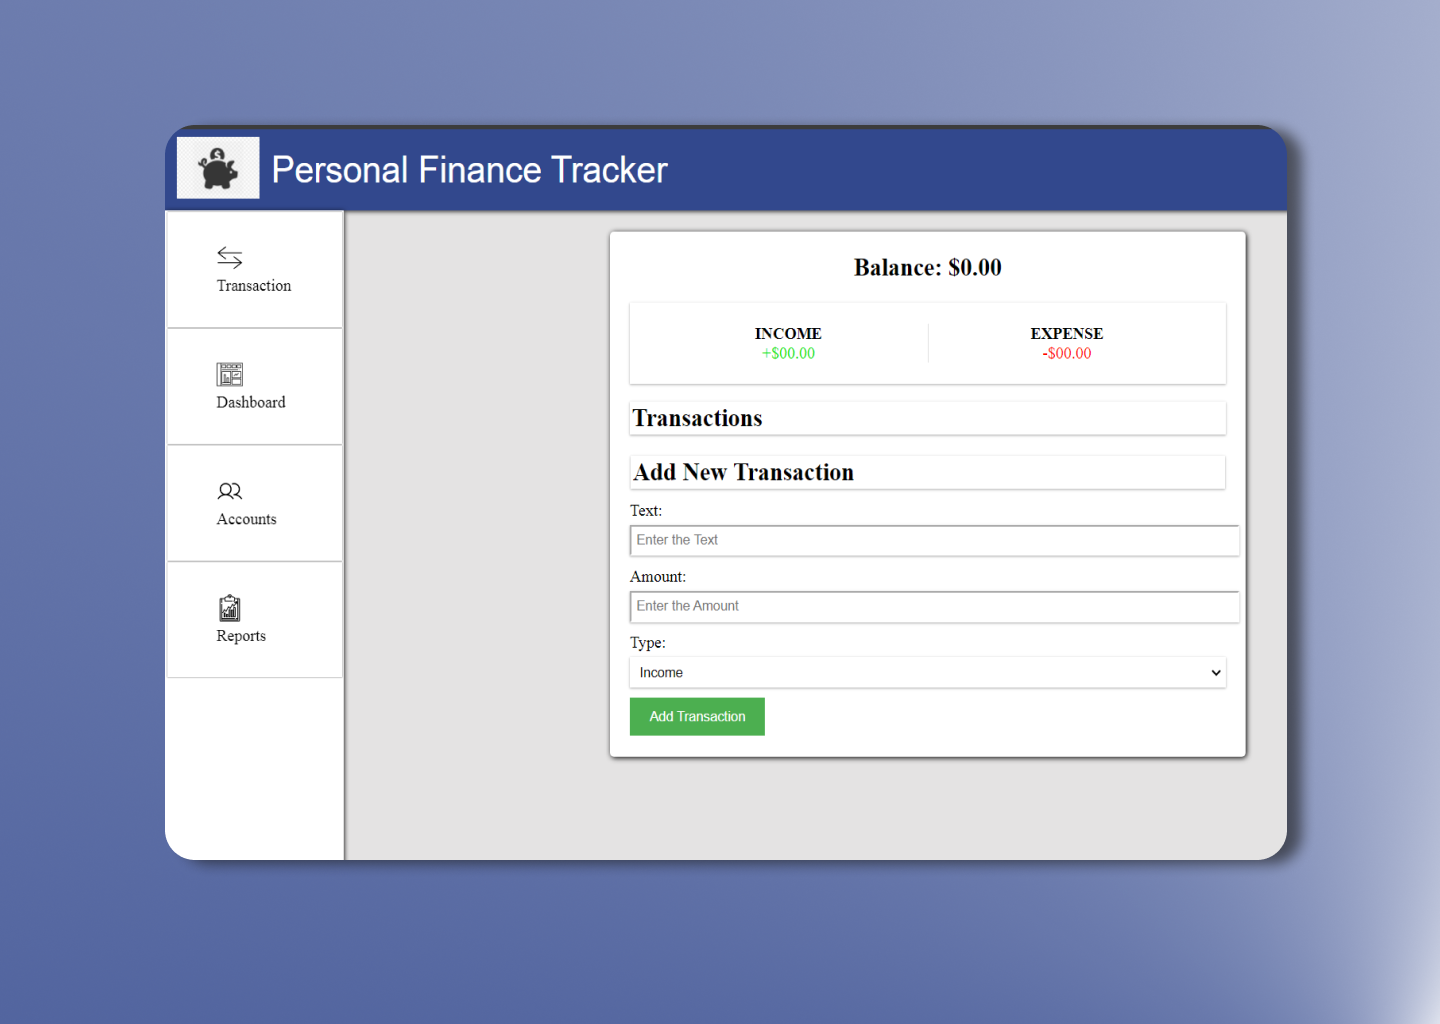 Personal Finance Tracker
Transaction
Dashboard
Accounts
Reports
Balance: $0.00
INCOME
+$00.00
EXPENSE
-$00.00
Transactions
Add New Transaction
Text:
Enter the Text
Amount:
Enter the Amount
Type:
Income
Add Transaction